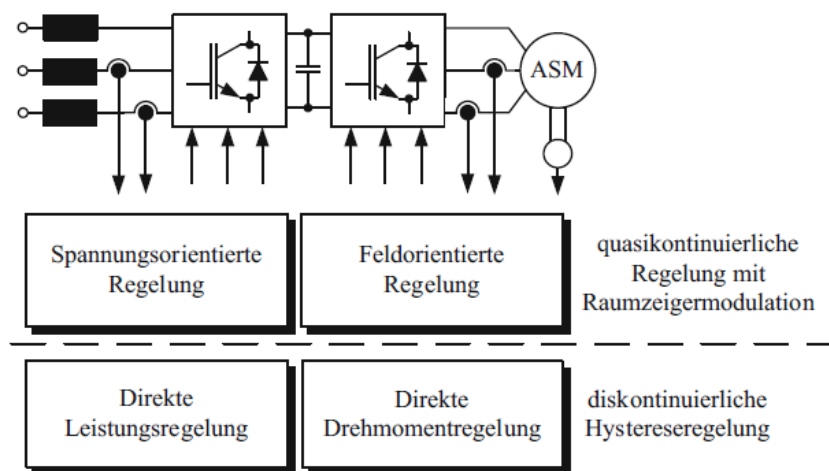 ASM
Spannungsorientierte
Regelung
Feldorientierte
Regelung
quasikontinuierliche
Regelung mit
Raumzeigermodulation
Direkte
Leistungsregelung
Direkte
Drehmomentregelung
diskontinuierliche
Hystereseregelung